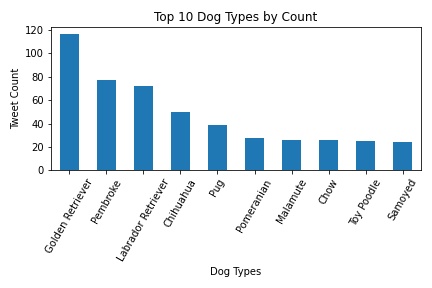 Top 10 Dog Types by Count
Tweet Count
120
100
80
60
40
20
0
Golden Retriever
Pembroke
Labrador Retriever
Chihuahua
Pug
Pomeranian
Malamute
Chow
Toy Poodle
Samoyed
Dog Types